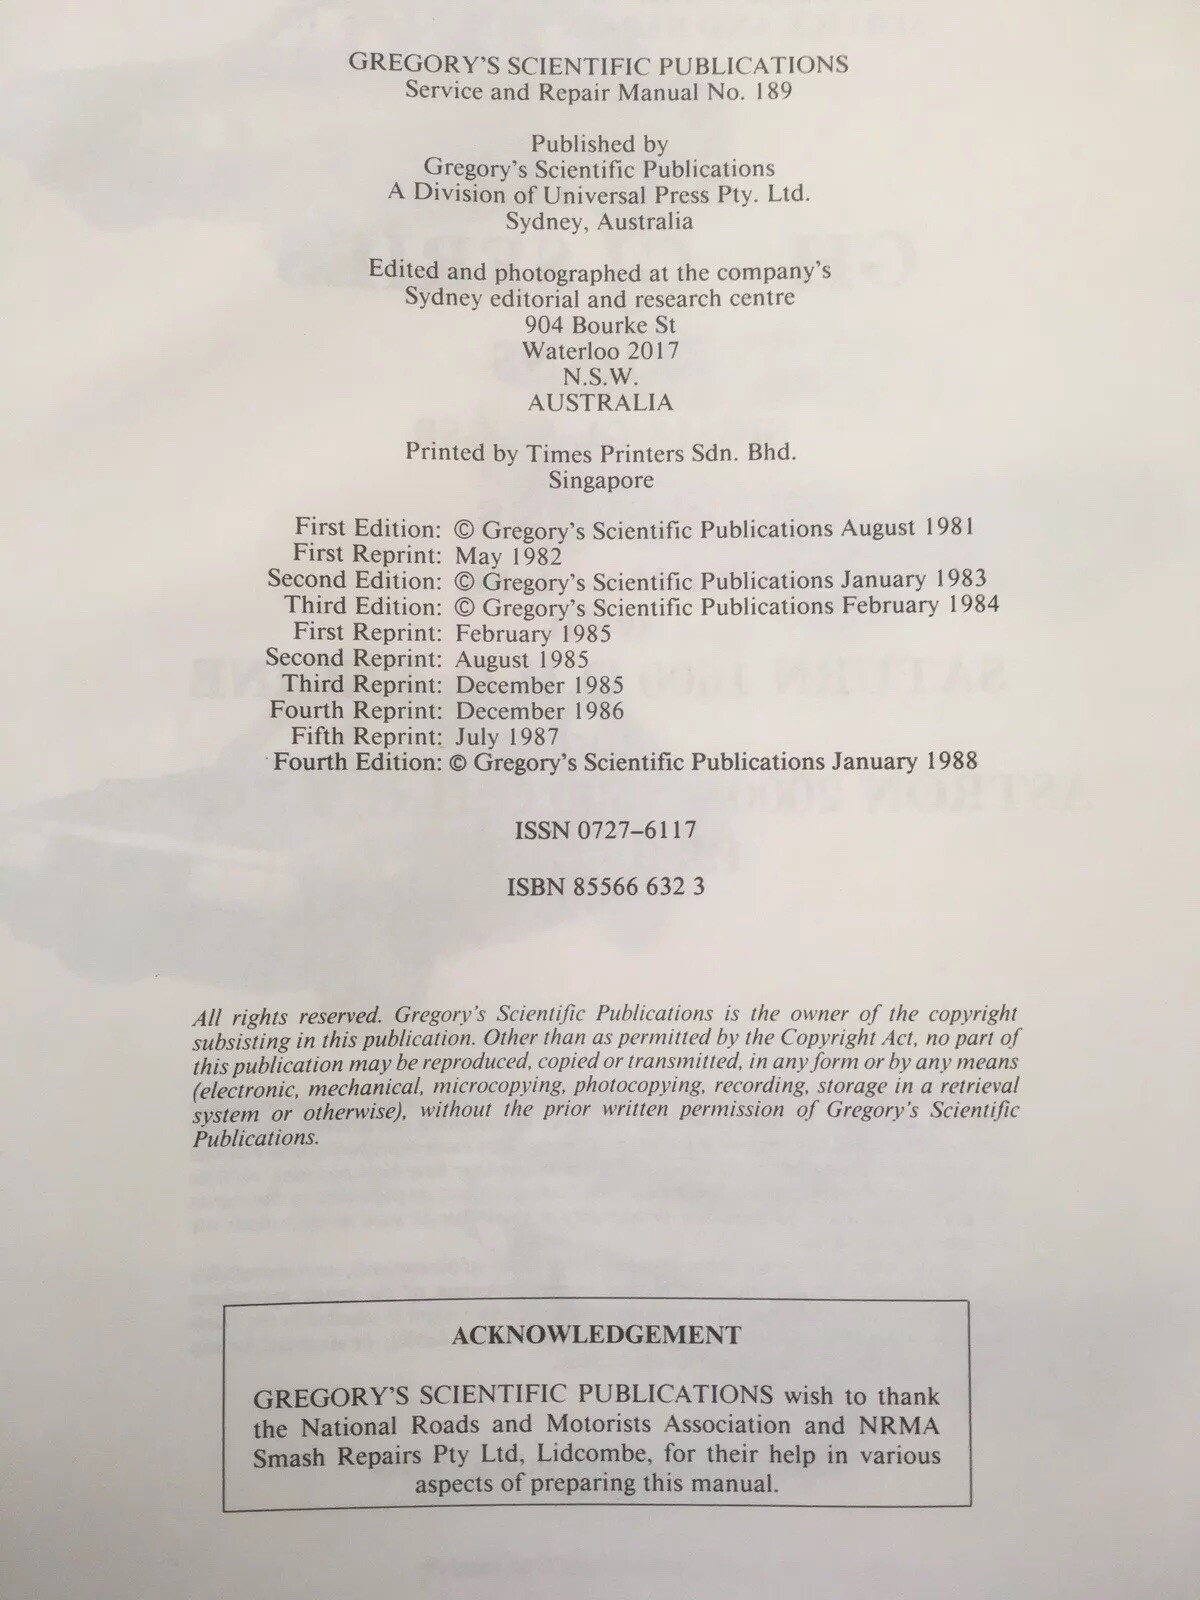 GREGORY'S SCIENTIFIC PUBLICATIONS
Service and Repair Manual No. 189
Published by
Gregory's Scientific Publications
A Division of Universal Press Pty. Ltd.
Sydney, Australia
Edited and photographed at the company's
Sydney editorial and research centre
904 Bourke St
Waterloo 2017
N.S.W.
AUSTRALIA
Printed by Times Printers Sdn. Bhd.
Singapore
First Edition: © Gregory's Scientific Publications August 1981
First Reprint: May 1982
Second Edition: © Gregory's Scientific Publications January 1983
Third Edition: © Gregory's Scientific Publications February 1984
First Reprint: February 1985
Second Reprint: August 1985
Third Reprint: December 1985
Fourth Reprint: December 1986
Fifth Reprint: July 1987
Fourth Edition: © Gregory's Scientific Publications January 1988
ISSN 0727–6117
ISBN 85566 632 3
All rights reserved. Gregory's Scientific Publications is the owner of the copyright
subsisting in this publication. Other than as permitted by the Copyright Act, no part of
this publication may be reproduced, copied or transmitted, in any form or by any means
(electronic, mechanical, microcopying, photocopying, recording, storage in a retrieval
system or otherwise), without the prior written permission of Gregory's Scientific
Publications.
ACKNOWLEDGEMENT
GREGORY'S SCIENTIFIC PUBLICATIONS wish to thank
the National Roads and Motorists Association and NRMA
Smash Repairs Pty Ltd, Lidcombe, for their help in various
aspects of preparing this manual.